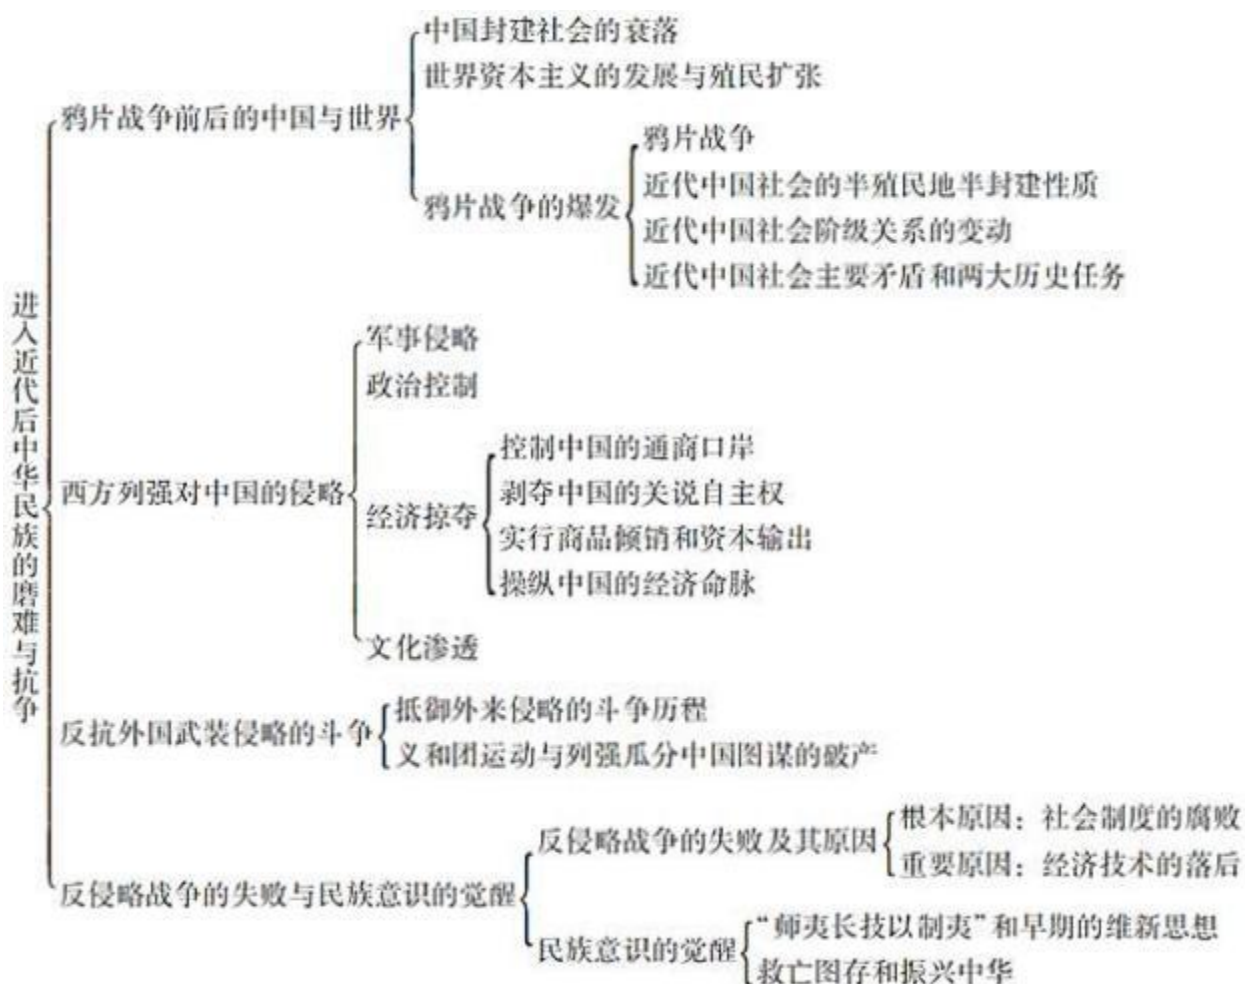 进入近代后中华民族的磨难与抗争
鸦片战争前后的中国与世界
中国封建社会的衰落
世界资本主义的发展与殖民扩张
鸦片战争的爆发
鸦片战争
近代中国社会的半殖民地半封建性质
近代中国社会阶级关系的变动
近代中国社会主要矛盾和两大历史任务
西方列强对中国的侵略
军事侵略
政治控制
经济掠夺
控制中国的通商口岸
剥夺中国的关说自主权
实行商品倾销和资本输出
操纵中国的经济命脉
文化渗透
反抗外国武装侵略的斗争
抵御外来侵略的斗争历程
义和团运动与列强瓜分中国图谋的破产
反侵略战争的失败与民族意识的觉醒
反侵略战争的失败及其原因
根本原因：社会制度的腐败
重要原因：经济技术的落后
民族意识的觉醒
“师夷长技以制夷”和早期的维新思想
救亡图存和振兴中华